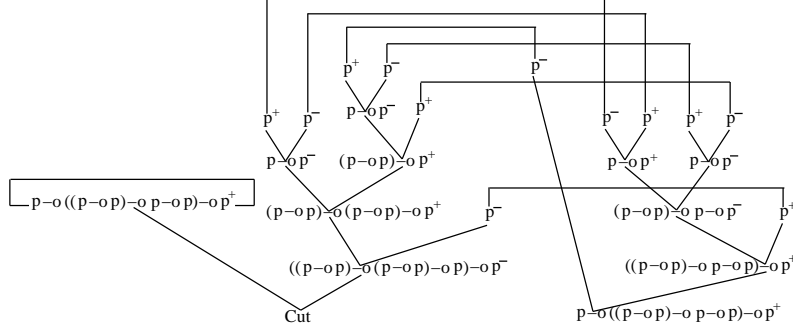 p⁺ p⁻ p⁻
p−o p⁻ p⁺
p⁺ p⁻ p⁻ p⁺ p⁺ p⁻
p−o p⁻ (p−o p)−o p⁺ p−o p⁺ p−o p⁻
p−o ((p−o p)−o p−o p)−o p⁺
(p−o p)−o (p−o p)−o p⁺ p⁻ (p−o p)−o p−o p⁻ p⁺
((p−o p)−o (p−o p)−o p)−o p⁻ ((p−o p)−o p−o p)−o p⁺
Cut p−o ((p−o p)−o p−o p)−o p⁺